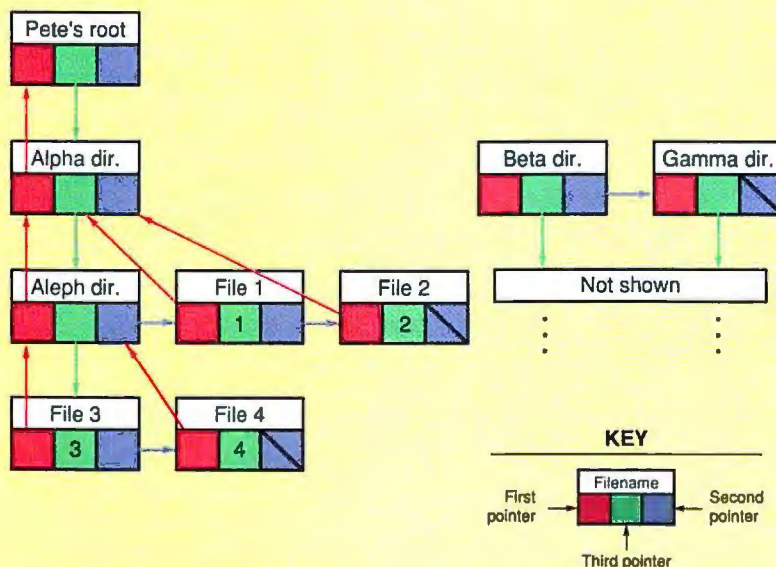 Pete's root
Alpha dir.
Beta dir.
Gamma dir.
Aleph dir.
File 1
File 2
Not shown
1
2
File 3
File 4
3
4
KEY
Filename
First
pointer
Second
pointer
Third pointer